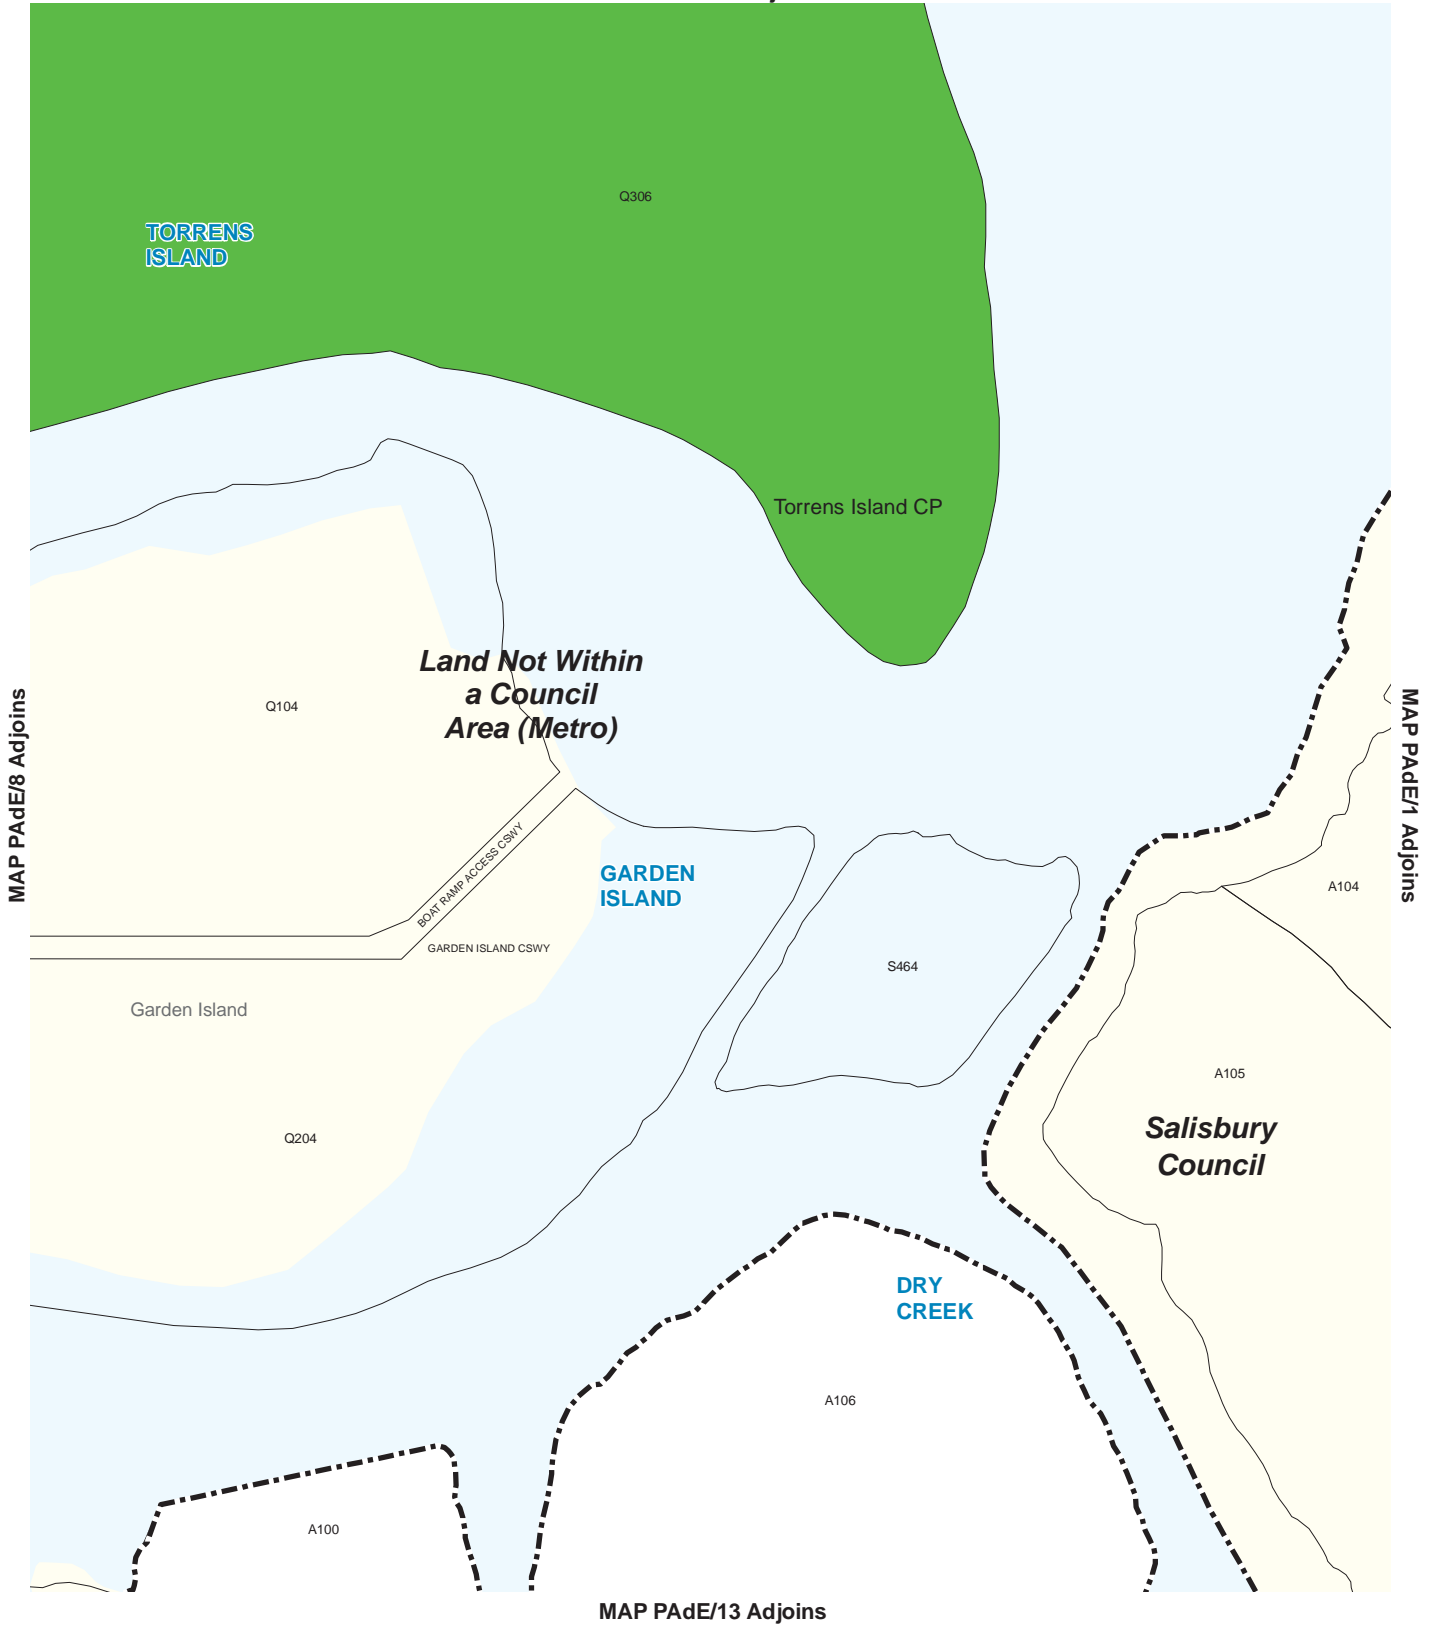 Q306
TORRENS
ISLAND
Torrens Island CP
Land Not Within
a Council
Area (Metro)
Q104
MAP PAdE/8 Adjoins
MAP PAdE/1 Adjoins
BOAT RAMP ACCESS CSWY
GARDEN
ISLAND
A104
GARDEN ISLAND CSWY
S464
Garden Island
A105
Salisbury
Council
Q204
DRY
CREEK
A106
A100
MAP PAdE/13 Adjoins